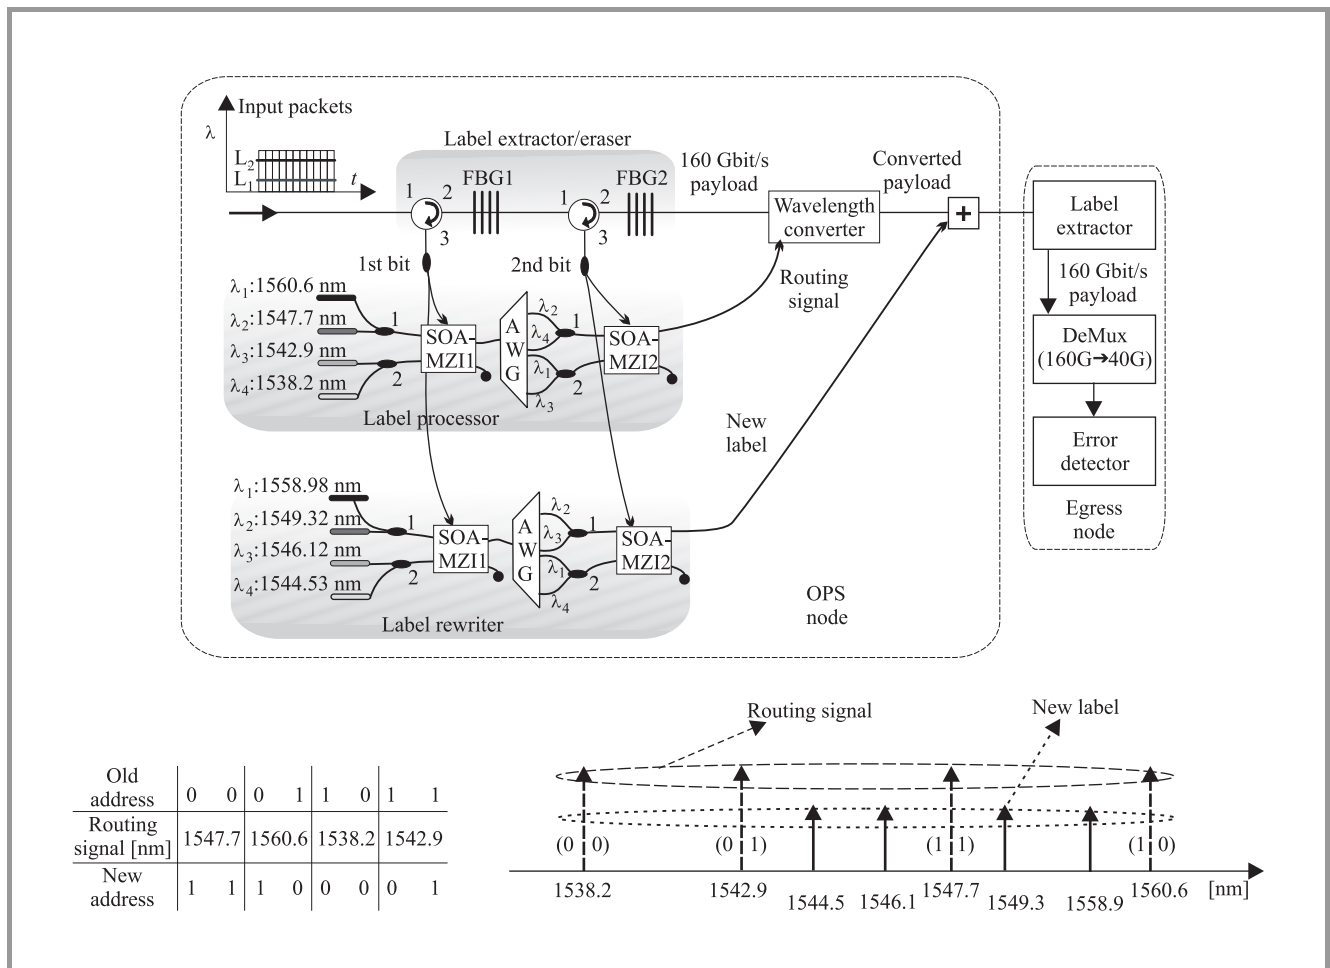 Input packets
λ
L2
L1
t
Label extractor/eraser
1
2
3
FBG1
1
2
3
FBG2
160 Gbit/s
payload
Converted
payload
Wavelength
converter
+
Label
extractor
160 Gbit/s
payload
DeMux
(160G→40G)
Error
detector
Egress
node
1st bit
2nd bit
Routing
signal
λ1:1560.6 nm
λ2:1547.7 nm
λ3:1542.9 nm
λ4:1538.2 nm
1
2
SOA-
MZI1
A
W
G
λ2
λ4
λ1
λ3
1
2
SOA-
MZI2
Label processor
New
label
λ1:1558.98 nm
λ2:1549.32 nm
λ3:1546.12 nm
λ4:1544.53 nm
1
2
SOA-
MZI1
A
W
G
λ2
λ3
λ1
λ4
1
2
SOA-
MZI2
Label rewriter
OPS
node
Old
address
0 0 0 1 1 0 1 1
Routing
signal [nm]
1547.7 1560.6 1538.2 1542.9
New
address
1 1 1 0 0 0 0 1
Routing signal
New label
(0 0) (0 1) (1 1) (1 0)
1538.2 1542.9 1547.7 1560.6 [nm]
1544.5 1546.1 1549.3 1558.9